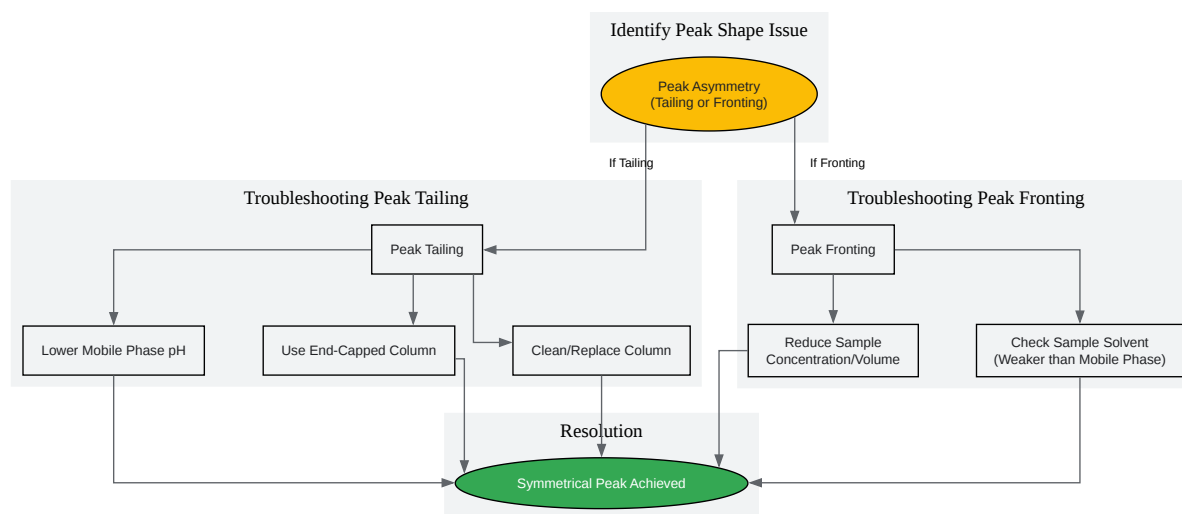 Identify Peak Shape Issue
Peak Asymmetry
(Tailing or Fronting)
If Tailing
If Fronting
Troubleshooting Peak Tailing
Troubleshooting Peak Fronting
Peak Tailing
Peak Fronting
Lower Mobile Phase pH
Use End-Capped Column
Clean/Replace Column
Reduce Sample
Concentration/Volume
Check Sample Solvent
(Weaker than Mobile Phase)
Resolution
Symmetrical Peak Achieved